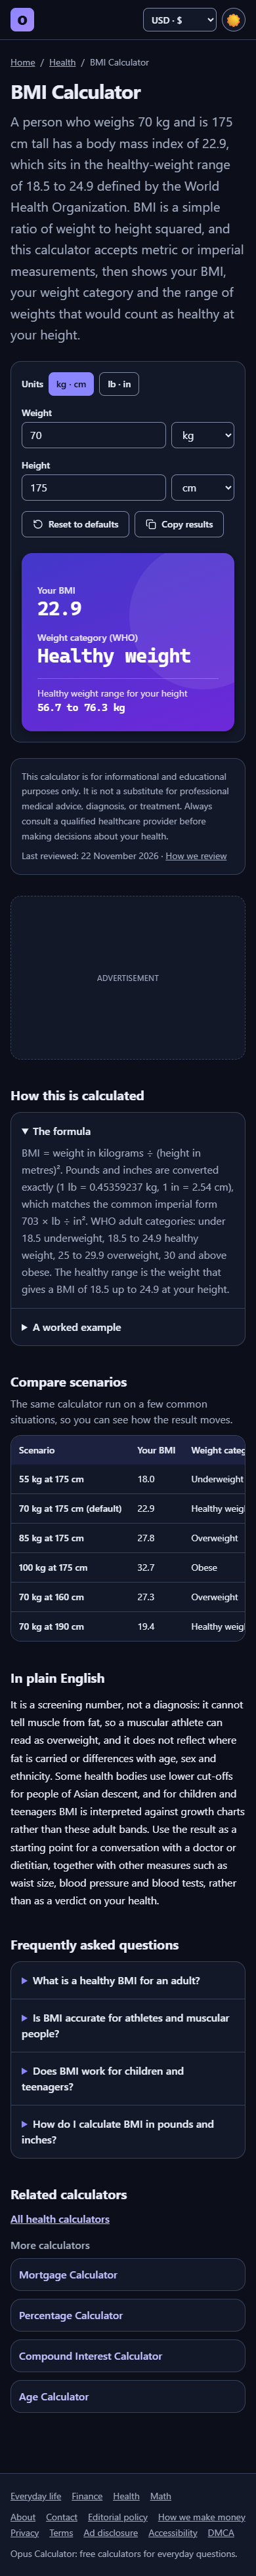 O
USD - $
Home / Health / BMI Calculator
BMI Calculator
A person who weighs 70 kg and is 175
cm tall has a body mass index of 22.9,
which sits in the healthy-weight range
of 18.5 to 24.9 defined by the World
Health Organization. BMI is a simple
ratio of weight to height squared, and
this calculator accepts metric or imperial
measurements, then shows your BMI,
your weight category and the range of
weights that would count as healthy at
your height.
Units kg · cm lb · in
Weight
70 kg
Height
175 cm
Reset to defaults Copy results
Your BMI
22.9
Weight category (WHO)
Healthy weight
Healthy weight range for your height
56.7 to 76.3 kg
This calculator is for informational and educational
purposes only. It is not a substitute for professional
medical advice, diagnosis, or treatment. Always
consult a qualified healthcare provider before
making decisions about your health.
Last reviewed: 22 November 2026 · How we review
ADVERTISEMENT
How this is calculated
The formula
BMI = weight in kilograms ÷ (height in
metres)². Pounds and inches are converted
exactly (1 lb = 0.45359237 kg, 1 in = 2.54 cm),
which matches the common imperial form
703 × lb ÷ in². WHO adult categories: under
18.5 underweight, 18.5 to 24.9 healthy
weight, 25 to 29.9 overweight, 30 and above
obese. The healthy range is the weight that
gives a BMI of 18.5 up to 24.9 at your height.
A worked example
Compare scenarios
The same calculator run on a few common
situations, so you can see how the result moves.
Scenario Your BMI Weight categ
55 kg at 175 cm 18.0 Underweight
70 kg at 175 cm (default) 22.9 Healthy weigh
85 kg at 175 cm 27.8 Overweight
100 kg at 175 cm 32.7 Obese
70 kg at 160 cm 27.3 Overweight
70 kg at 190 cm 19.4 Healthy weigh
In plain English
It is a screening number, not a diagnosis: it cannot
tell muscle from fat, so a muscular athlete can
read as overweight, and it does not reflect where
fat is carried or differences with age, sex and
ethnicity. Some health bodies use lower cut-offs
for people of Asian descent, and for children and
teenagers BMI is interpreted against growth charts
rather than these adult bands. Use the result as a
starting point for a conversation with a doctor or
dietitian, together with other measures such as
waist size, blood pressure and blood tests, rather
than as a verdict on your health.
Frequently asked questions
What is a healthy BMI for an adult?
Is BMI accurate for athletes and muscular
people?
Does BMI work for children and
teenagers?
How do I calculate BMI in pounds and
inches?
Related calculators
All health calculators
More calculators
Mortgage Calculator
Percentage Calculator
Compound Interest Calculator
Age Calculator
Everyday life Finance Health Math
About Contact Editorial policy How we make money
Privacy Terms Ad disclosure Accessibility DMCA
Opus Calculator: free calculators for everyday questions.